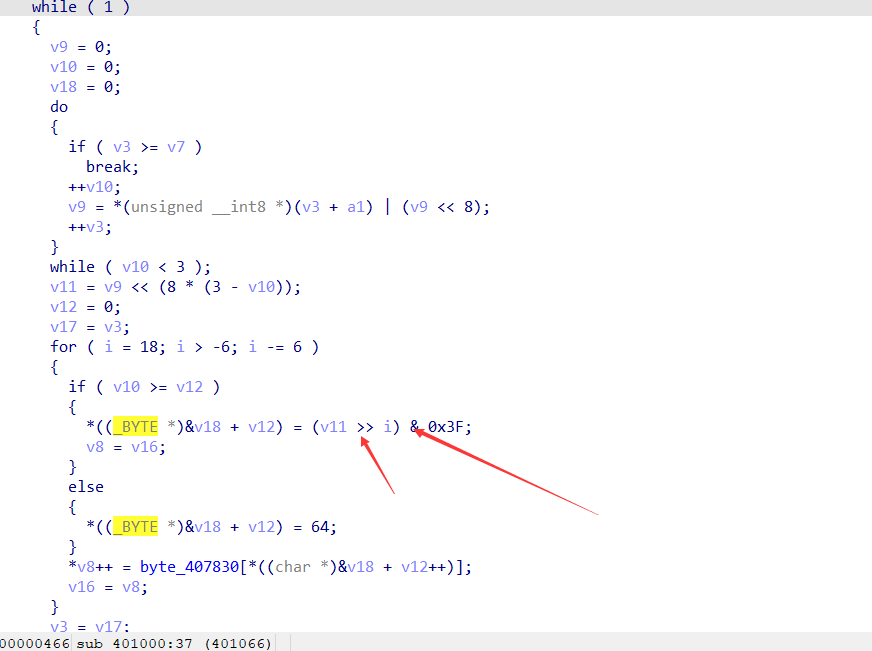 while ( 1 )
{
v9 = 0;
v10 = 0;
v18 = 0;
do
{
if ( v3 >= v7 )
break;
++v10;
v9 = *(unsigned __int8 *)(v3 + a1) | (v9 << 8);
++v3;
}
while ( v10 < 3 );
v11 = v9 << (8 * (3 - v10));
v12 = 0;
v17 = v3;
for ( i = 18; i > -6; i -= 6 )
{
if ( v10 >= v12 )
{
*((_BYTE *)&v18 + v12) = (v11 >> i) & 0x3F;
v8 = v16;
}
else
{
*((_BYTE *)&v18 + v12) = 64;
}
*v8++ = byte_407830[*((char *)&v18 + v12++)];
v16 = v8;
}
v3 = v17;
00000466 sub 401000:37 (401066)